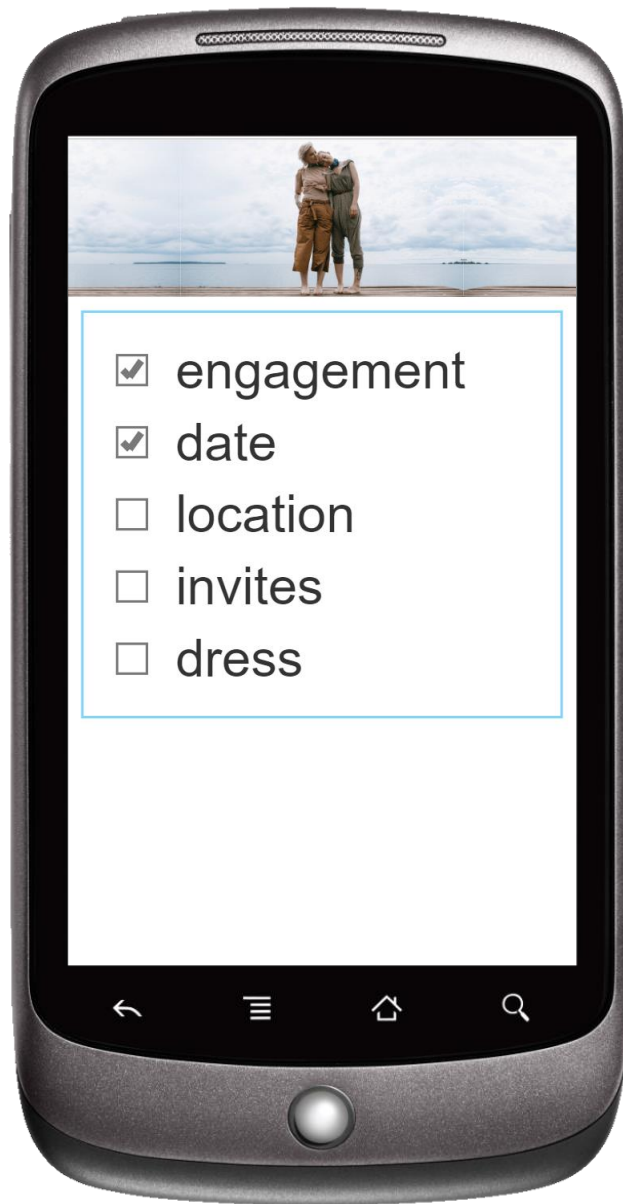 engagement
date
location
invites
dress